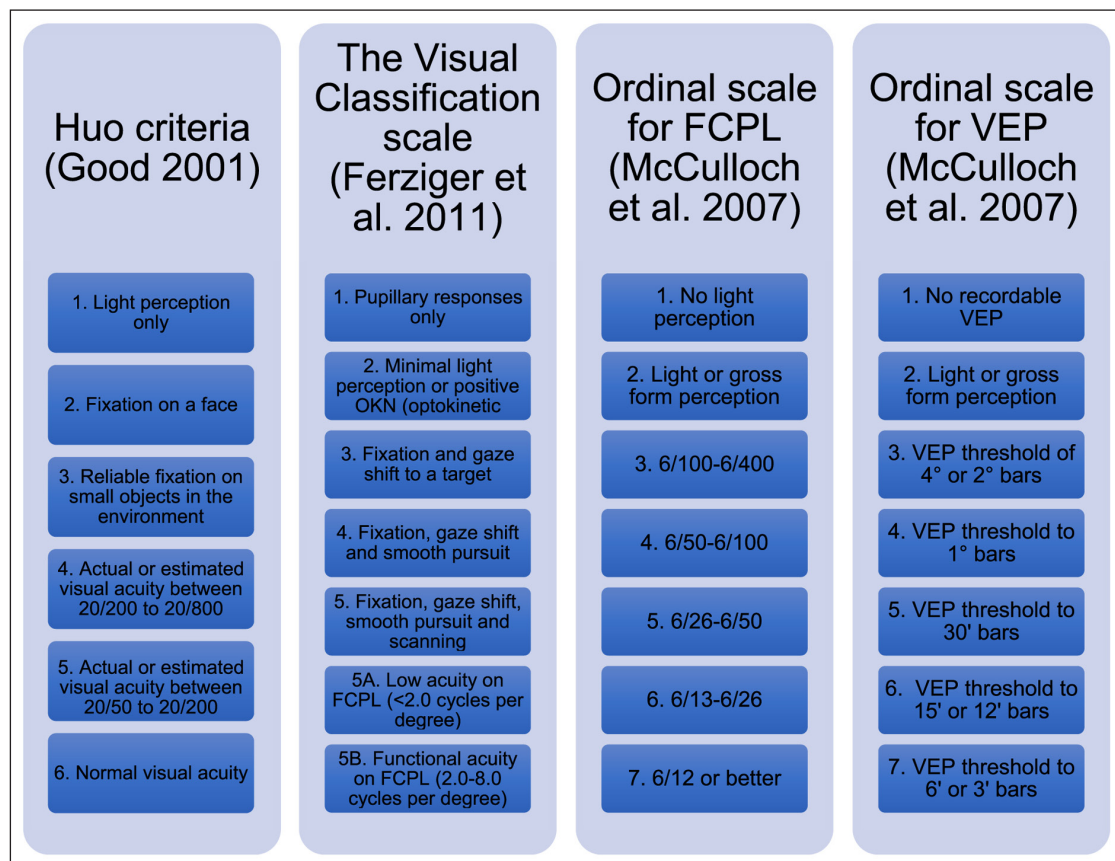 Huo criteria
(Good 2001)
1. Light perception
only
2. Fixation on a face
3. Reliable fixation on
small objects in the
environment
4. Actual or estimated
visual acuity between
20/200 to 20/800
5. Actual or estimated
visual acuity between
20/50 to 20/200
6. Normal visual acuity
The Visual
Classification
scale
(Ferziger et
al. 2011)
1. Pupillary responses
only
2. Minimal light
perception or positive
OKN (optokinetic
3. Fixation and gaze
shift to a target
4. Fixation, gaze shift
and smooth pursuit
5. Fixation, gaze shift,
smooth pursuit and
scanning
5A. Low acuity on
FCPL (<2.0 cycles per
degree)
5B. Functional acuity
on FCPL (2.0-8.0
cycles per degree)
Ordinal scale
for FCPL
(McCulloch
et al. 2007)
1. No light
perception
2. Light or gross
form perception
3. 6/100-6/400
4. 6/50-6/100
5. 6/26-6/50
6. 6/13-6/26
7. 6/12 or better
Ordinal scale
for VEP
(McCulloch
et al. 2007)
1. No recordable
VEP
2. Light or gross
form perception
3. VEP threshold of
4° or 2° bars
4. VEP threshold to
1° bars
5. VEP threshold to
30' bars
6. VEP threshold to
15' or 12' bars
7. VEP threshold to
6' or 3' bars